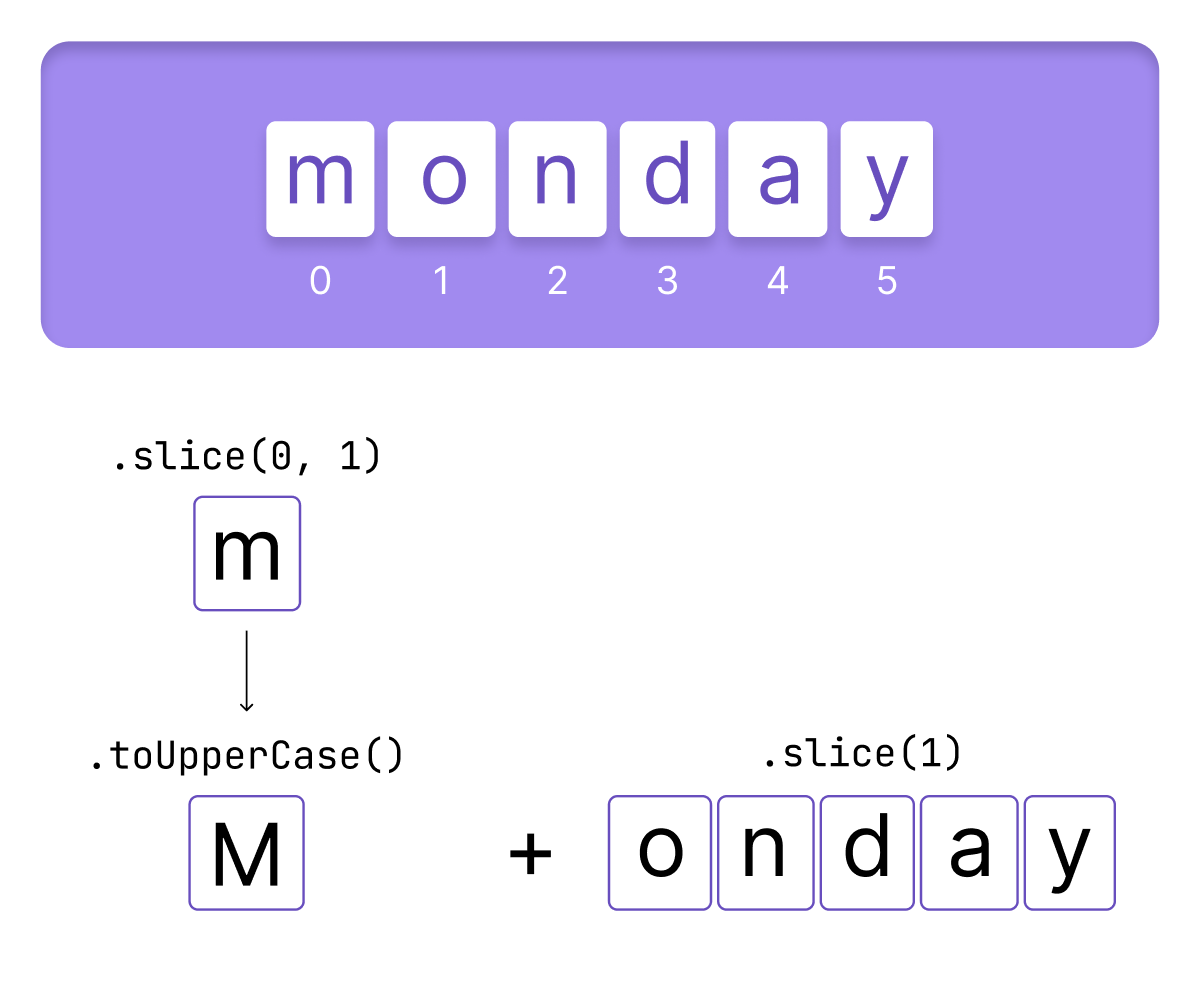 m o n d a y
0 1 2 3 4 5
.slice(0, 1)
m
.toUpperCase()
M
+
.slice(1)
o n d a y